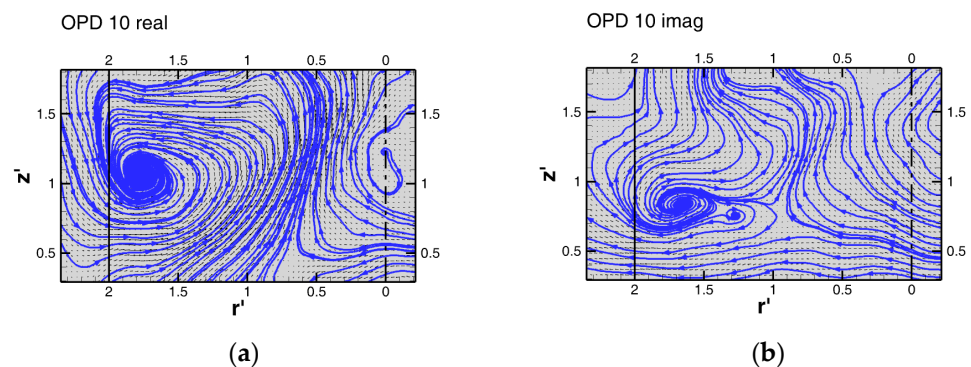 OPD 10 real
2 1.5 1 0.5 0
1.5 1.5
z' 1 1
0.5 0.5
2 1.5 1 0.5 0
r'
(a)
OPD 10 imag
2 1.5 1 0.5 0
1.5 1.5
z' 1 1
0.5 0.5
2 1.5 1 0.5 0
r'
(b)